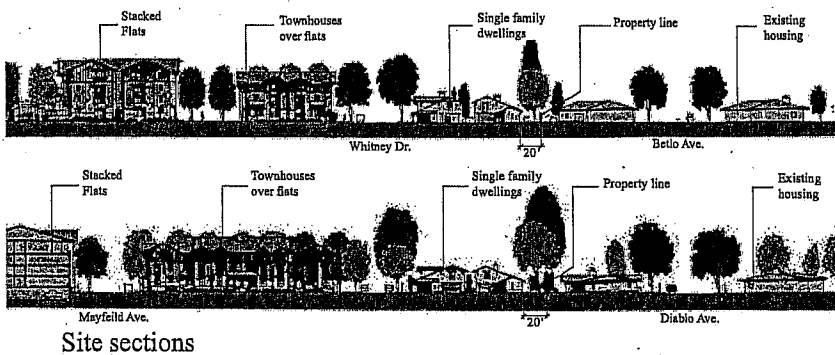 Stacked
Flats
Townhouses
over flats
Single family
dwellings
Property line
Existing
housing
Whitney Dr.
20'
Betlo Ave.
Stacked
Flats
Townhouses
over flats
Single family
dwellings
Property line
Existing
housing
Mayfeild Ave.
20'
Diablo Ave.
Site sections